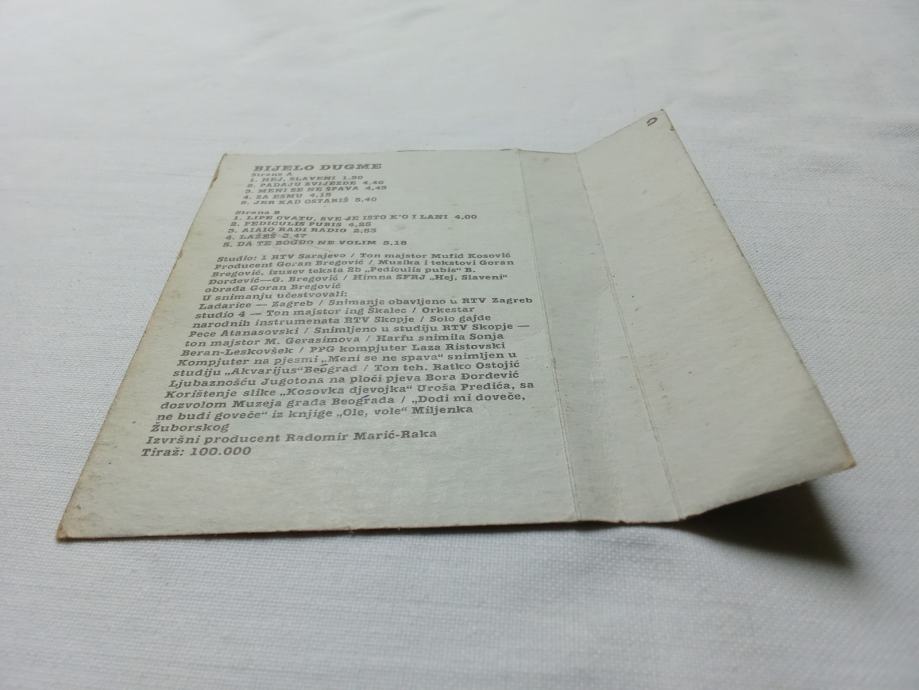 BIJELO DUGME
Strana A
1. HEJ, SLAVENI 1,30
2. PADAJU ZVIJEZDE 4,40
3. MENI SE NE SPAVA 4,45
4. ZA ESMU 4,15
5. JER KAD OSTARIŠ 5,40
Strana B
1. LIPE CVATU, SVE JE ISTO K'O I LANI 4,00
2. PEDICULIS PUBIS 4,25
3. AIAIO RADI RADIO 2,53
4. LAŽEŠ 3,47
5. DA TE BOGDO NE VOLIM 5,18
Studio: 1 RTV Sarajevo / Ton majstor Mufid Kosović
Producent Goran Bregović / Muzika i tekstovi Goran
Bregović, izuzev teksta Zb „Pediculis pubis" B.
Đorđević—G. Bregović / Himna SFRJ „Hej, Slaveni"
obrada Goran Bregović
U snimanju učestvovali:
Ladarice — Zagreb / Snimanje obavljeno u RTV Zagreb
studio 4 — Ton majstor ing Škalec / Orkestar
narodnih instrumenata RTV Skopje / Solo gajde
Pece Atanasovski / Snimljeno u studiju RTV Skopje —
ton majstor M. Gerasimova / Harfu snimila Sonja
Beran-Leskovšek / PPG kompjuter Laza Ristovski
Kompjuter na pjesmi „Meni se ne spava" snimljen u
studiju „Akvarijus"Beograd / Ton teh. Ratko Ostojić
Ljubaznošću Jugotona na ploči pjeva Bora Đorđević
Korištenje slike „Kosovka djevojka" Uroša Predića, sa
dozvolom Muzeja grada Beograda / „Dođi mi doveče,
ne budi goveče" iz knjige „Ole, vole" Miljenka
Žuborskog
Izvršni producent Radomir Marić-Raka
Tiraž: 100.000